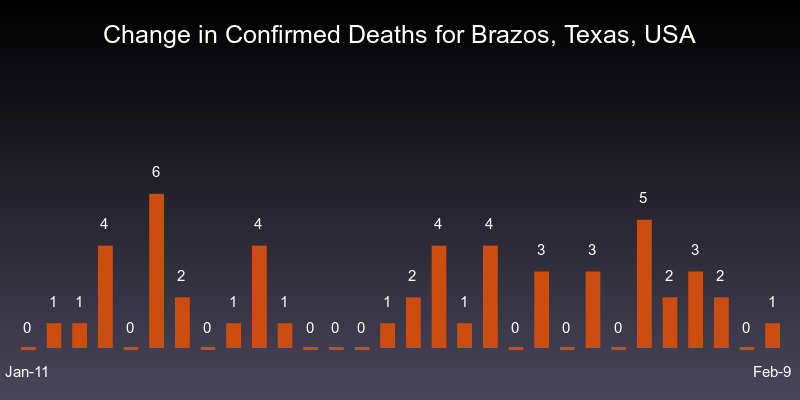 Change in Confirmed Deaths for Brazos, Texas, USA
0 1 1 4 0 6 2 0 1 4 1 0 0 0 1 2 4 1 4 0 3 0 3 0 5 2 3 2 0 1
Jan-11 Feb-9